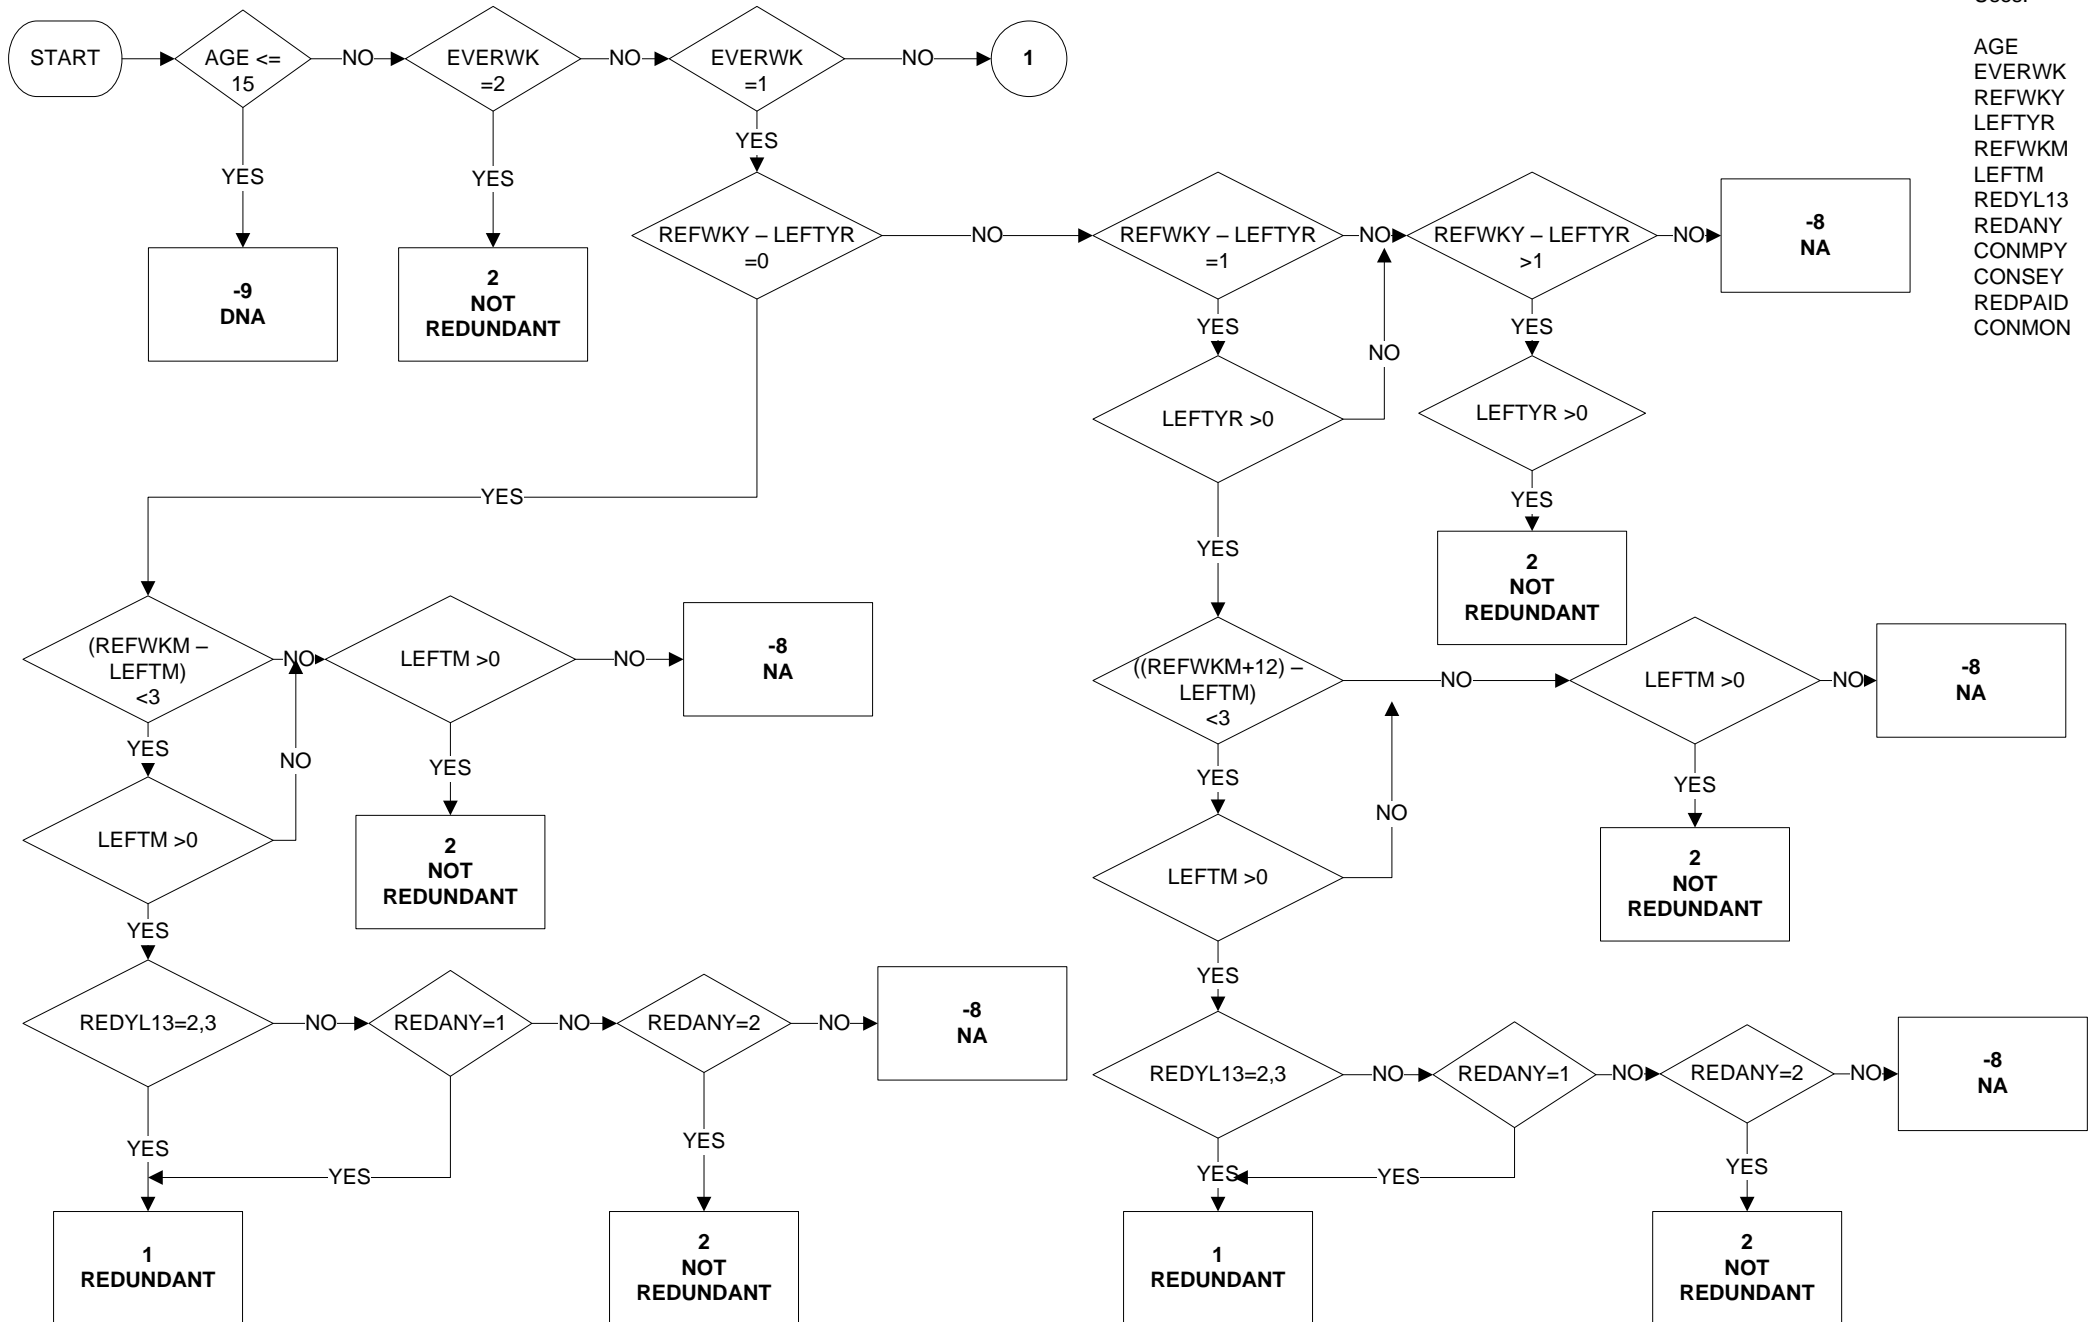 Uses:
START
AGE <=
15
NO
EVERWK
=2
NO
EVERWK
=1
NO
1
AGE
EVERWK
REFWKY
LEFTYR
REFWKM
LEFTM
REDYL13
REDANY
CONMPY
CONSEY
REDPAID
CONMON
YES
YES
YES
-9
DNA
2
NOT
REDUNDANT
REFWKY – LEFTYR
=0
NO
REFWKY – LEFTYR
=1
NO
REFWKY – LEFTYR
>1
NO
-8
NA
YES
YES
NO
LEFTYR >0
LEFTYR >0
YES
YES
YES
2
NOT
REDUNDANT
(REFWKM –
LEFTM)
<3
NO
LEFTM >0
NO
-8
NA
((REFWKM+12) –
LEFTM)
<3
NO
LEFTM >0
NO
-8
NA
YES
NO
YES
YES
NO
YES
LEFTM >0
2
NOT
REDUNDANT
LEFTM >0
2
NOT
REDUNDANT
YES
YES
REDYL13=2,3
NO
REDANY=1
NO
REDANY=2
NO
-8
NA
REDYL13=2,3
NO
REDANY=1
NO
REDANY=2
NO
-8
NA
YES
YES
YES
YES
YES
YES
1
REDUNDANT
2
NOT
REDUNDANT
1
REDUNDANT
2
NOT
REDUNDANT